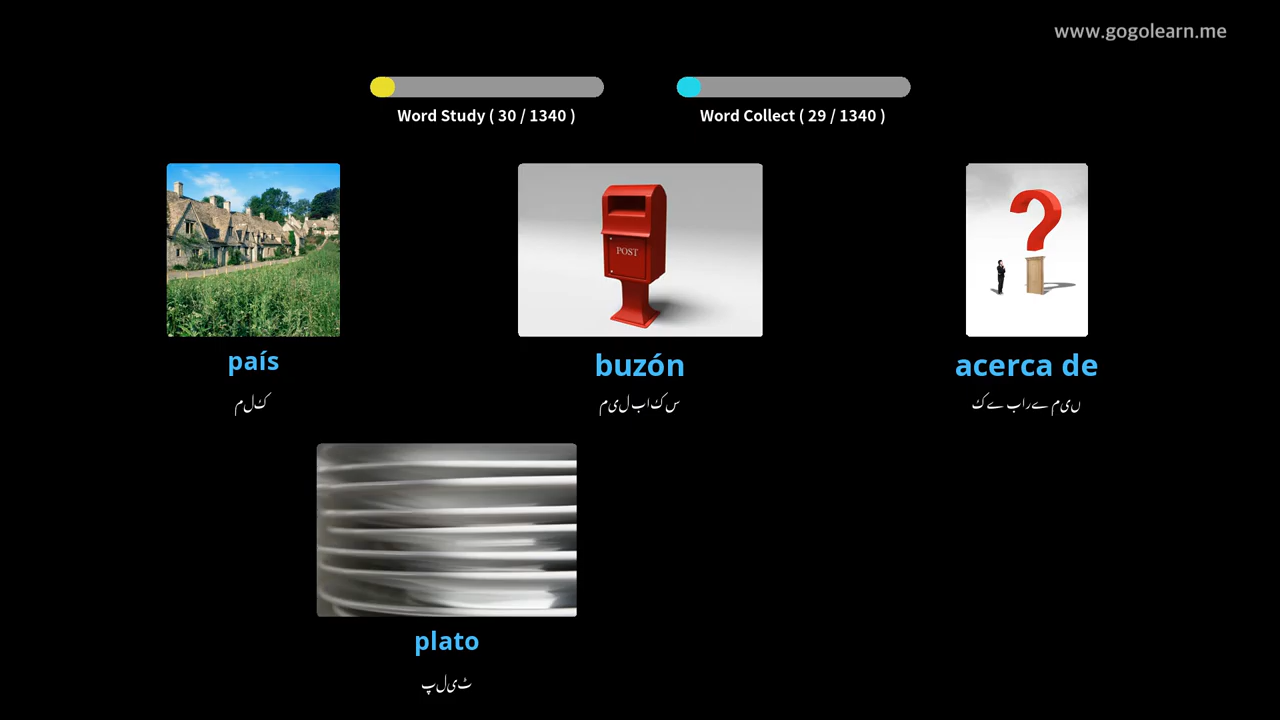 www.gogolearn.me
Word Study ( 30 / 1340 )
Word Collect ( 29 / 1340 )
POST
país
buzón
acerca de
ملک
میل باکس
کے بارے میں
plato
پلیٹ